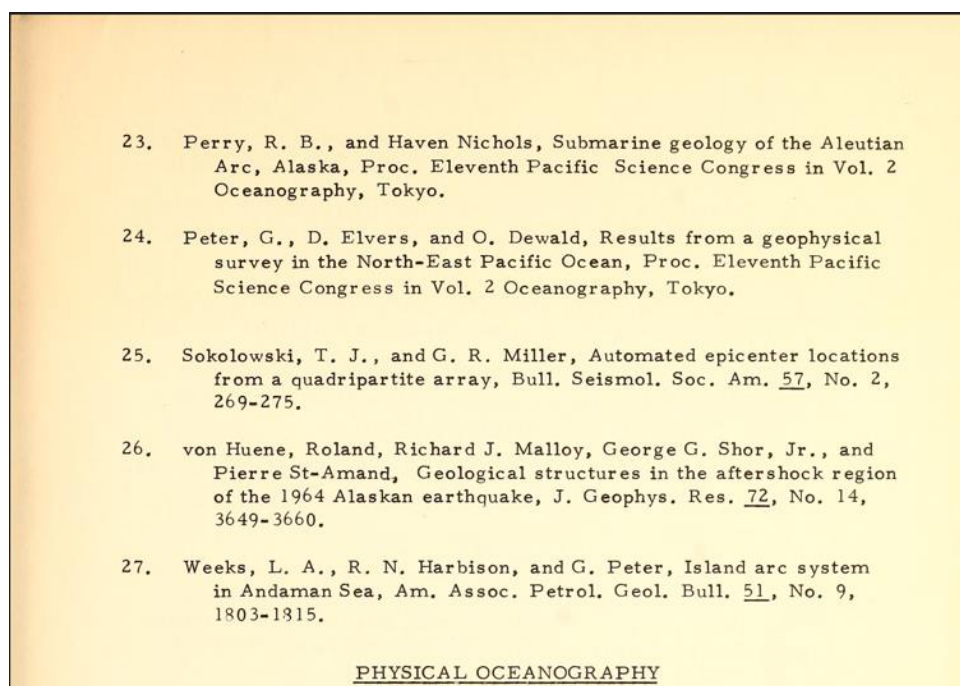 23. Perry, R. B., and Haven Nichols, Submarine geology of the Aleutian
Arc, Alaska, Proc. Eleventh Pacific Science Congress in Vol. 2
Oceanography, Tokyo.
24. Peter, G., D. Elvers, and O. Dewald, Results from a geophysical
survey in the North-East Pacific Ocean, Proc. Eleventh Pacific
Science Congress in Vol. 2 Oceanography, Tokyo.
25. Sokolowski, T. J., and G. R. Miller, Automated epicenter locations
from a quadripartite array, Bull. Seismol. Soc. Am. 57, No. 2,
269-275.
26. von Huene, Roland, Richard J. Malloy, George G. Shor, Jr., and
Pierre St-Amand, Geological structures in the aftershock region
of the 1964 Alaskan earthquake, J. Geophys. Res. 72, No. 14,
3649-3660.
27. Weeks, L. A., R. N. Harbison, and G. Peter, Island arc system
in Andaman Sea, Am. Assoc. Petrol. Geol. Bull. 51, No. 9,
1803-1815.
PHYSICAL OCEANOGRAPHY